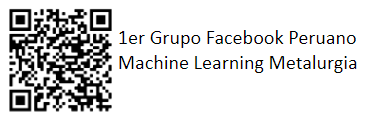 1er Grupo Facebook Peruano
Machine Learning Metalurgia